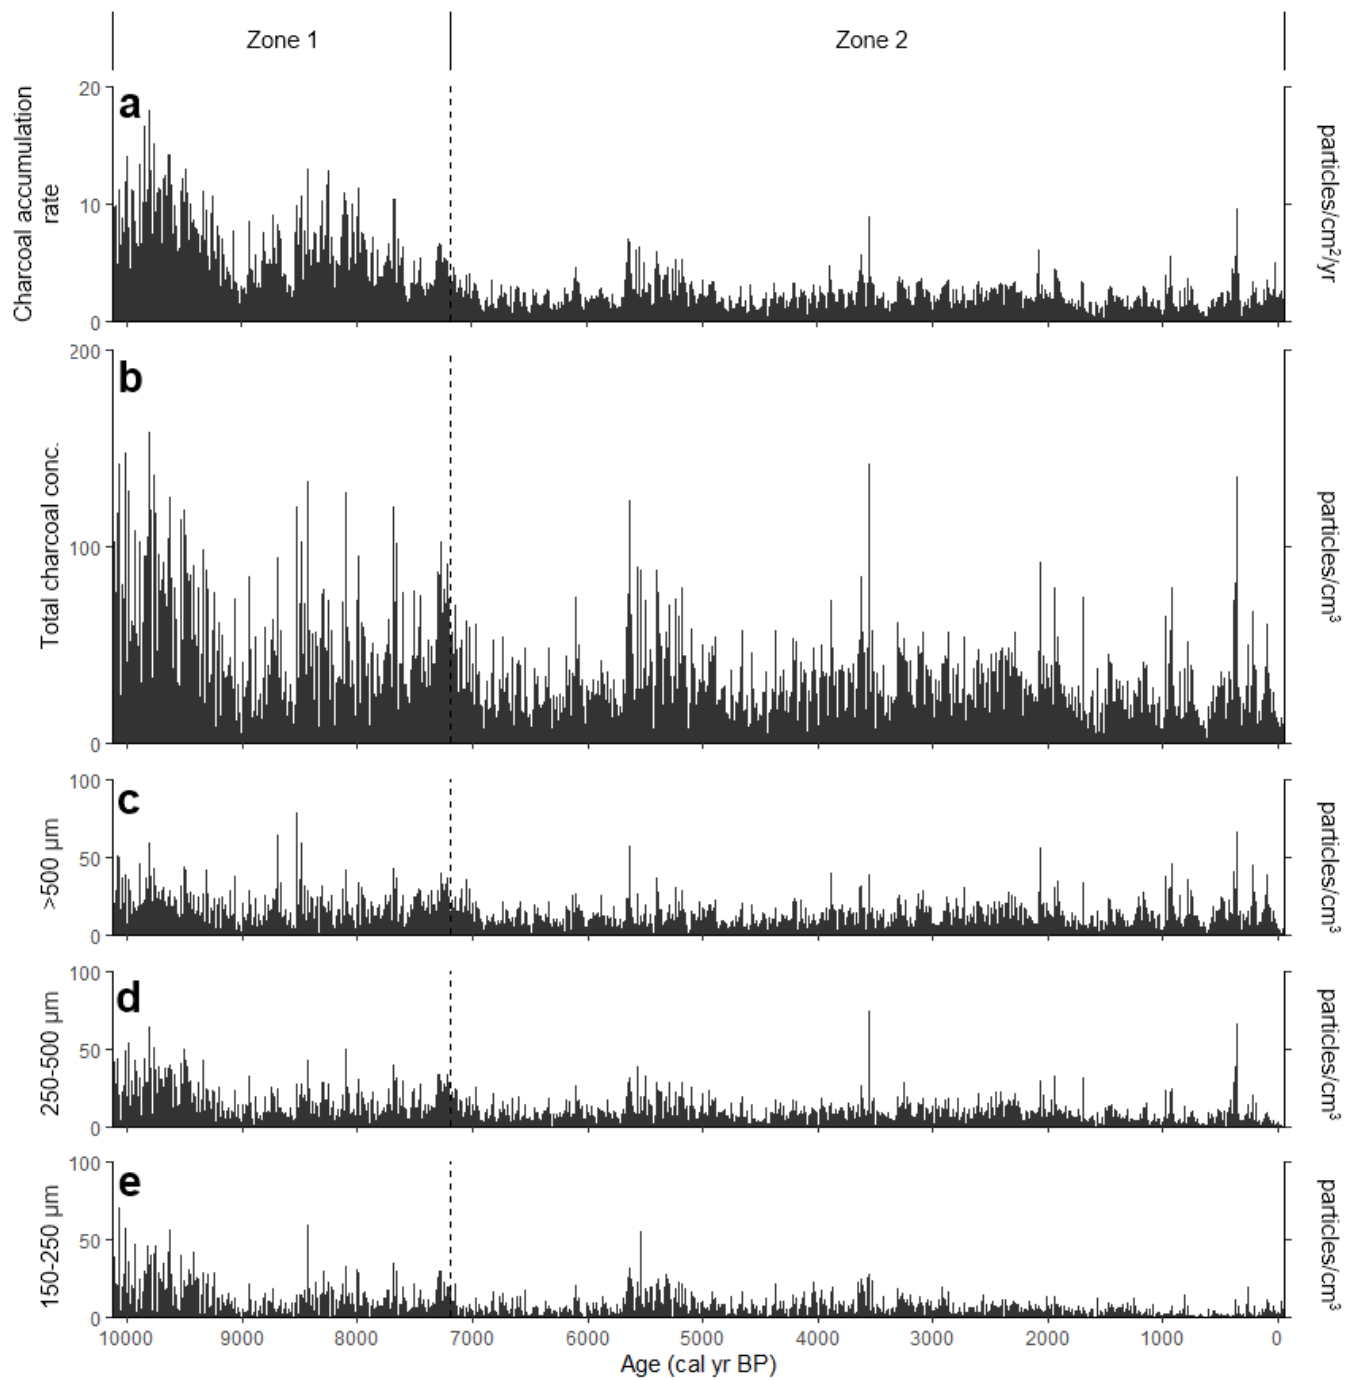 Zone 1 Zone 2
a
Charcoal accumulation
rate
20
10
0
particles/cm²/yr
b
Total charcoal conc.
200
100
0
particles/cm³
c
>500 µm
100
50
0
particles/cm³
d
250-500 µm
100
50
0
particles/cm³
e
150-250 µm
100
50
0
particles/cm³
10000 9000 8000 7000 6000 5000 4000 3000 2000 1000 0
Age (cal yr BP)